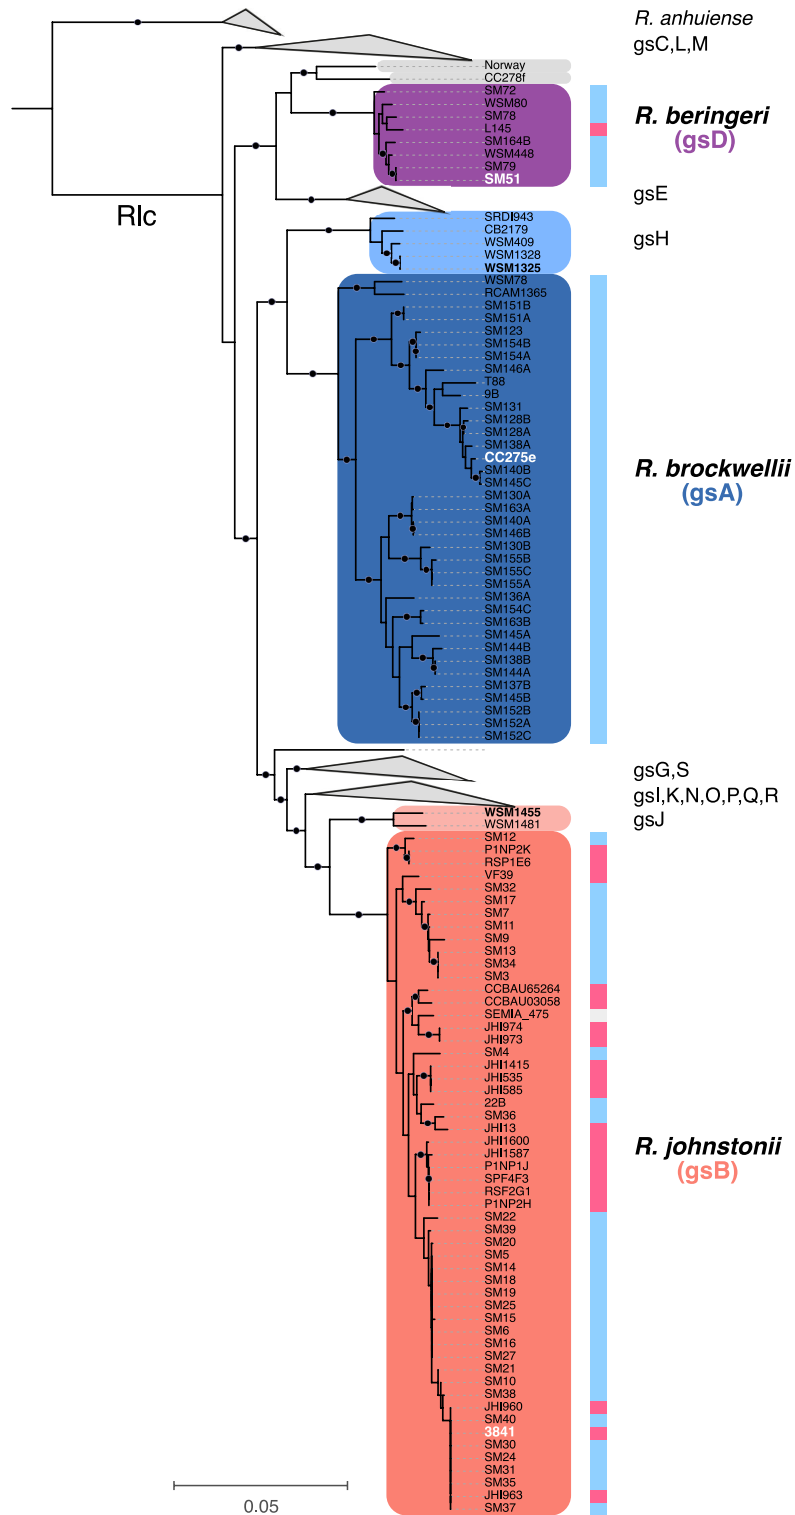 R. anhuiense
gsC,L,M
Norway
CC278f
SM72
WSM80
SM78
L145
SM164B
WSM448
SM79
SM51
R. beringeri
(gsD)
gsE
Rlc
SRDI943
CB2179
WSM409
WSM1328
WSM1325
gsH
WSM78
RCAM1365
SM151B
SM151A
SM123
SM154B
SM154A
SM146A
T88
9B
SM131
SM128B
SM128A
SM138A
CC275e
SM140B
SM145C
SM130A
SM163A
SM140A
SM146B
SM130B
SM155B
SM155C
SM155A
SM136A
SM154C
SM163B
SM145A
SM144B
SM138B
SM144A
SM137B
SM145B
SM152B
SM152A
SM152C
R. brockwellii
(gsA)
gsG,S
gsI,K,N,O,P,Q,R
gsJ
WSM1455
WSM1481
SM12
P1NP2K
RSP1E6
VF39
SM32
SM17
SM7
SM11
SM9
SM13
SM34
SM3
CCBAU65264
CCBAU03058
SEMIA_475
JHI974
JHI973
SM4
JHI1415
JHI535
JHI585
22B
SM36
JHI13
JHI1600
JHI1587
P1NP1J
SPF4F3
RSF2G1
P1NP2H
SM22
SM39
SM20
SM5
SM14
SM18
SM19
SM25
SM15
SM6
SM16
SM27
SM21
SM10
SM38
JHI960
SM40
3841
SM30
SM24
SM31
SM35
JHI963
SM37
R. johnstonii
(gsB)
0.05